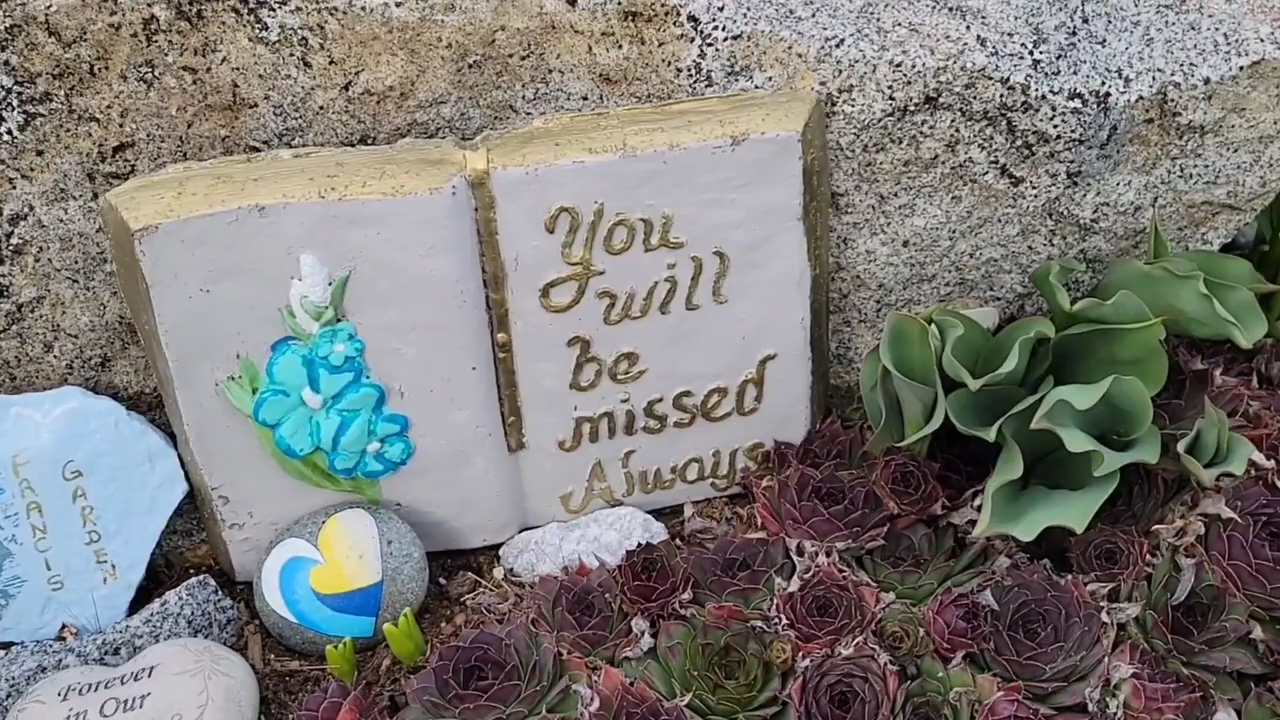 You
will
be
missed
Always
FRANCIS
GARDEN
Forever
in Our